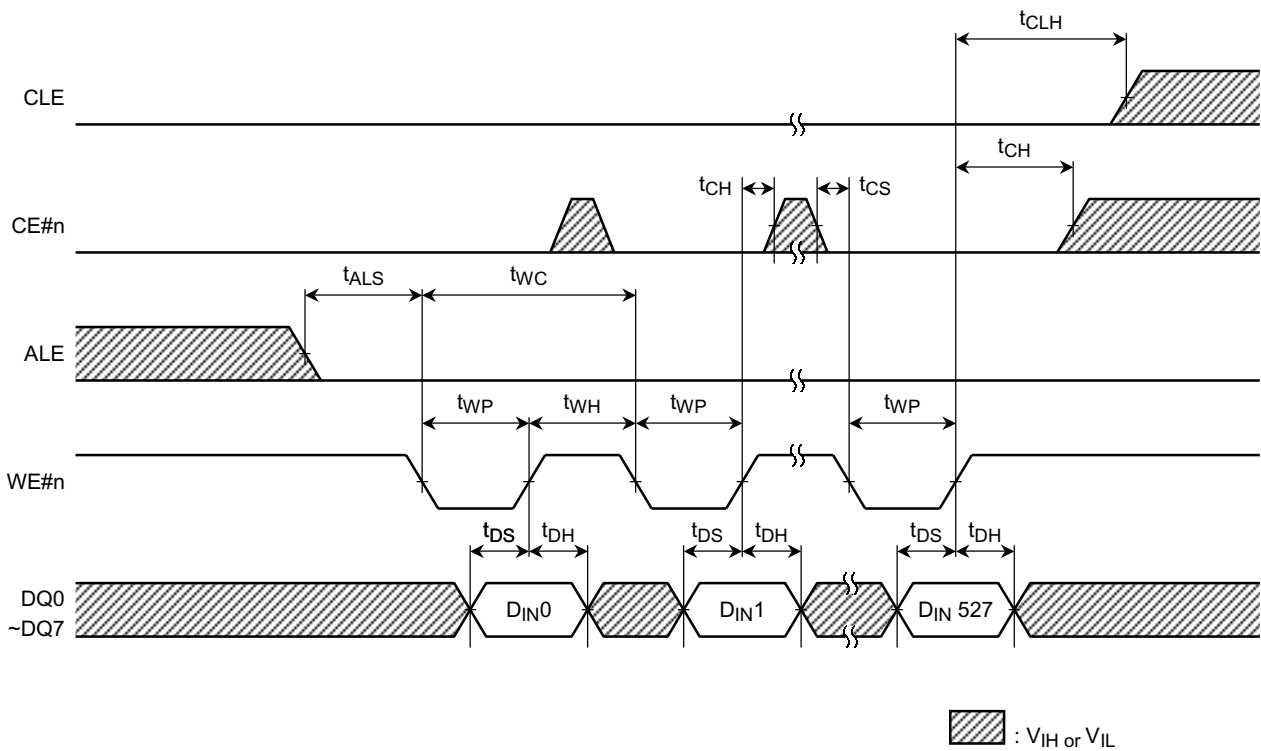 tCLH
CLE
tCH
tCH
tCS
CE#n
tALS
tWC
ALE
tWP
tWH
tWP
tWP
WE#n
tDS
tDH
tDS
tDH
tDS
tDH
DQ0
~DQ7
DIN0
DIN1
DIN 527
: VIH or VIL